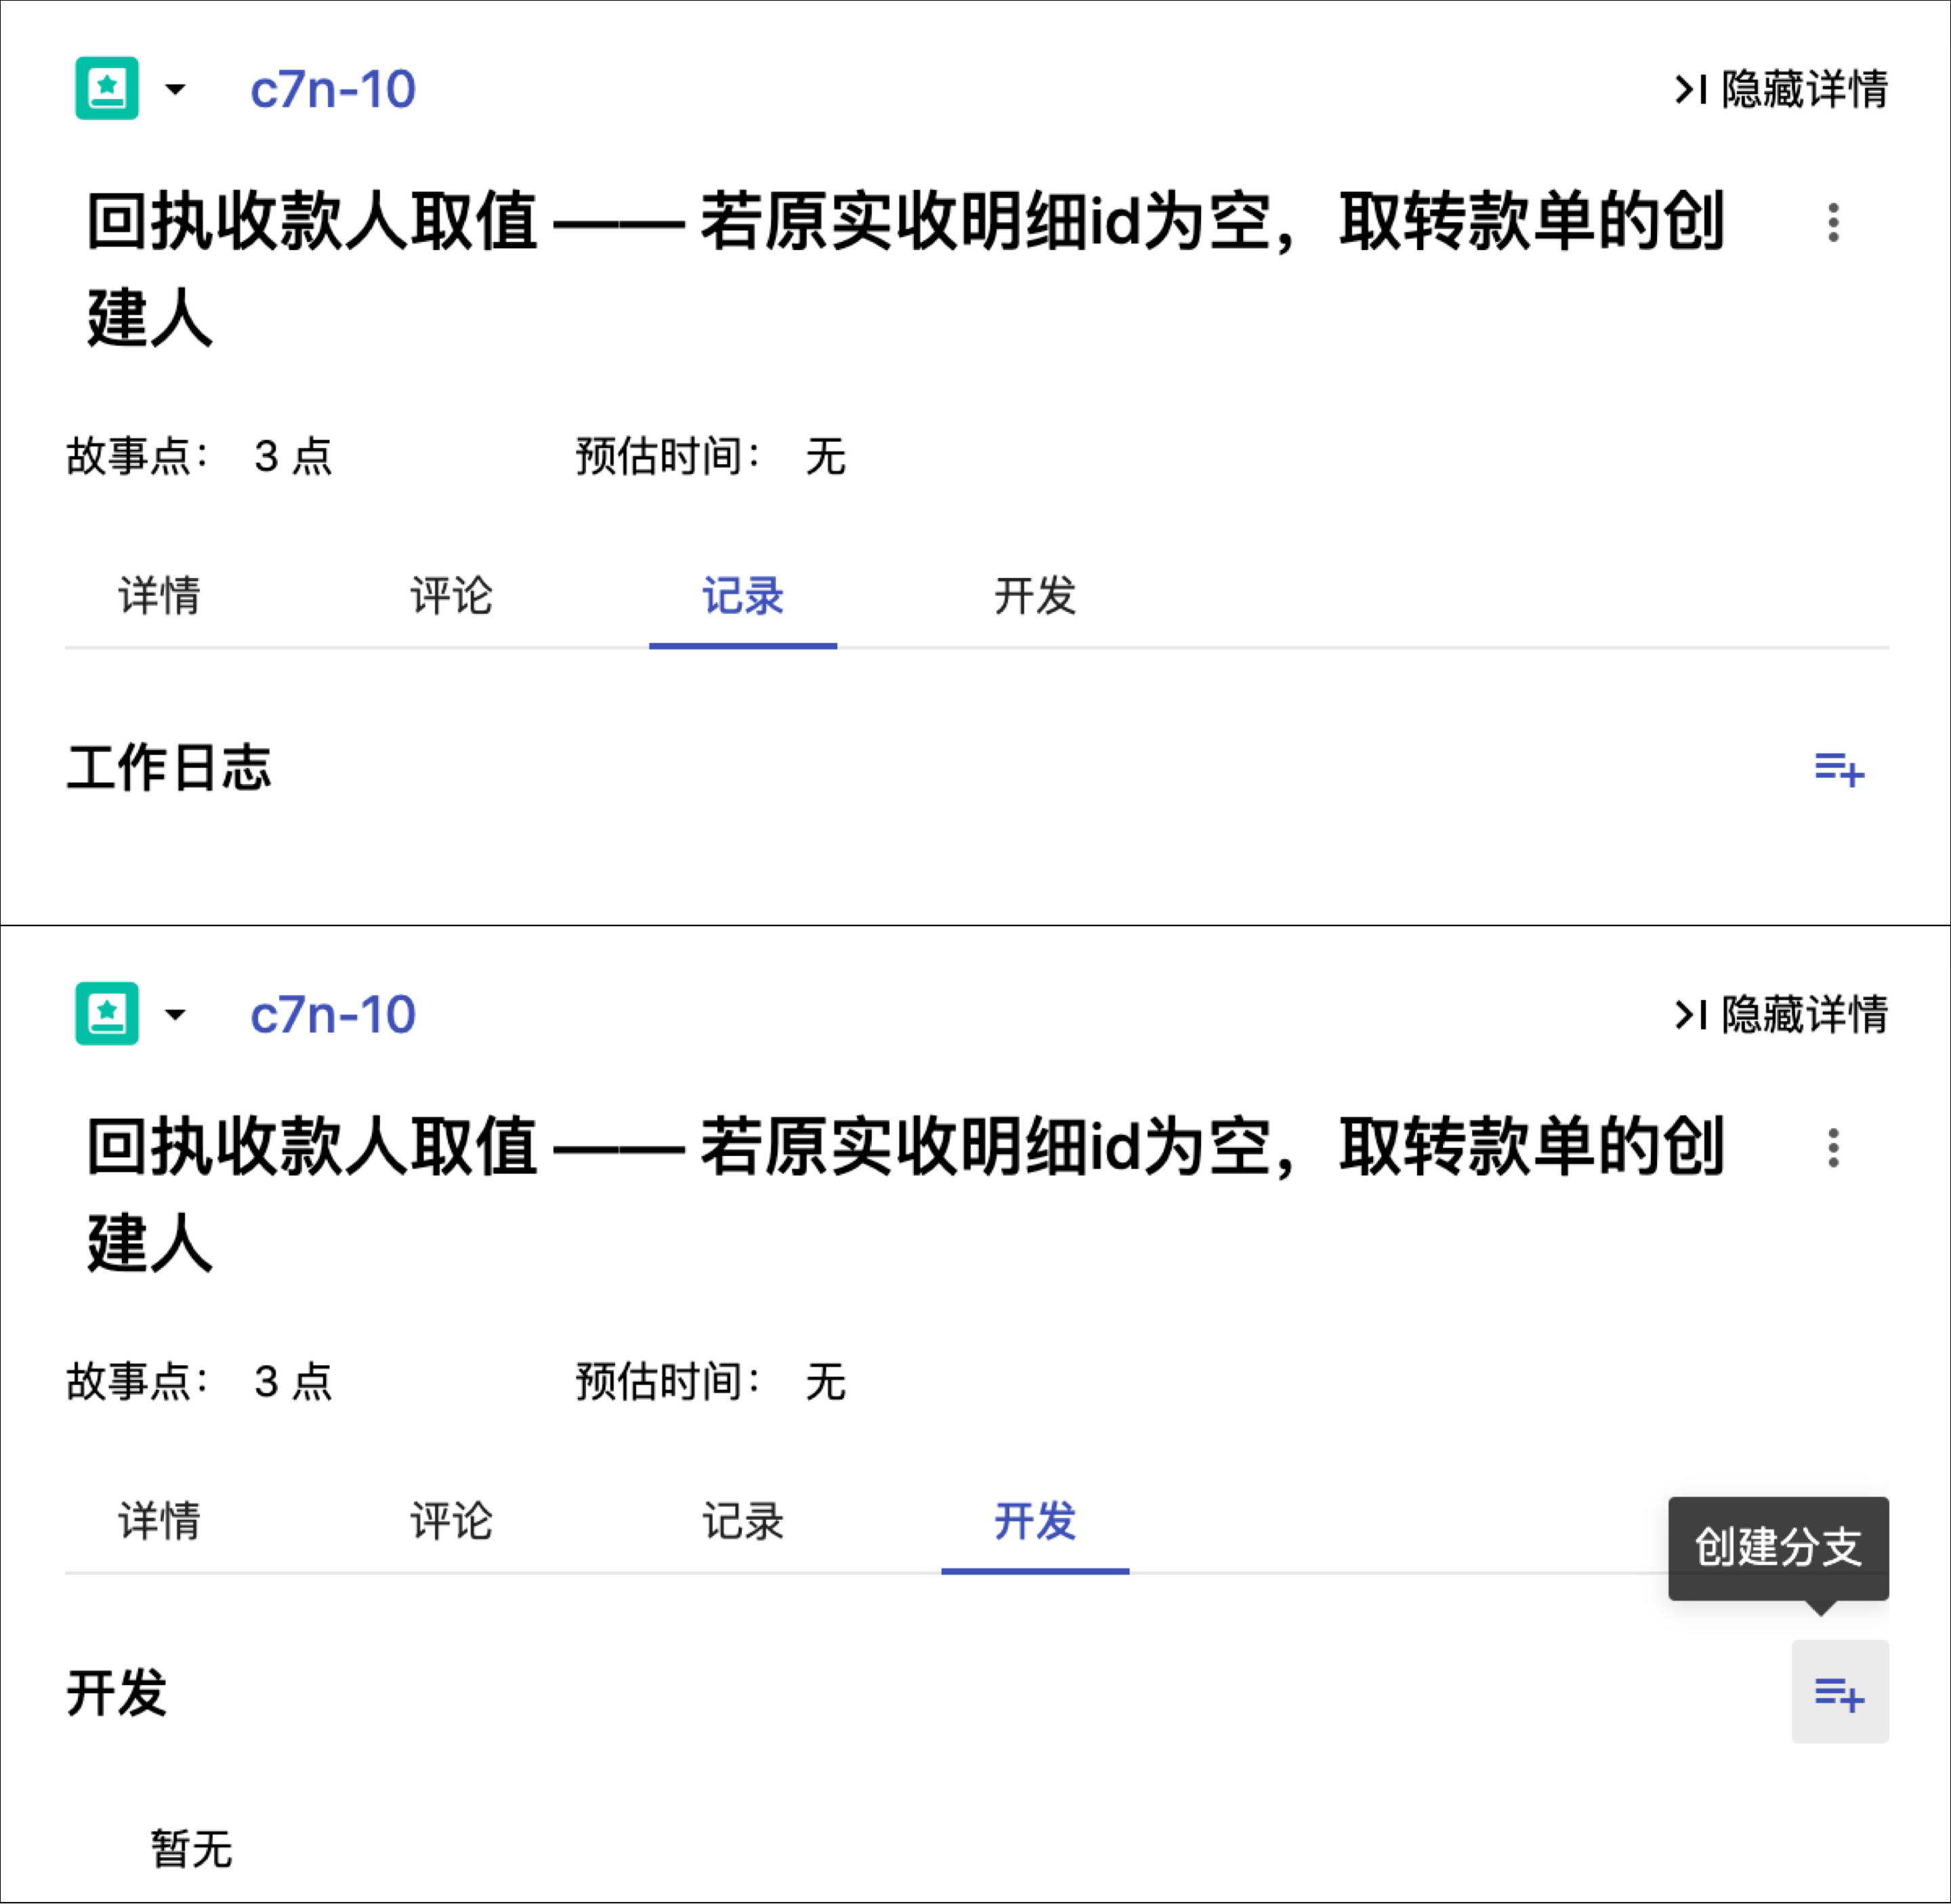 c7n-10
隐藏详情
回执收款人取值 —— 若原实收明细id为空，取转款单的创
建人
故事点： 3 点 预估时间： 无
详情 评论 记录 开发
工作日志
c7n-10
隐藏详情
回执收款人取值 —— 若原实收明细id为空，取转款单的创
建人
故事点： 3 点 预估时间： 无
详情 评论 记录 开发
创建分支
开发
暂无